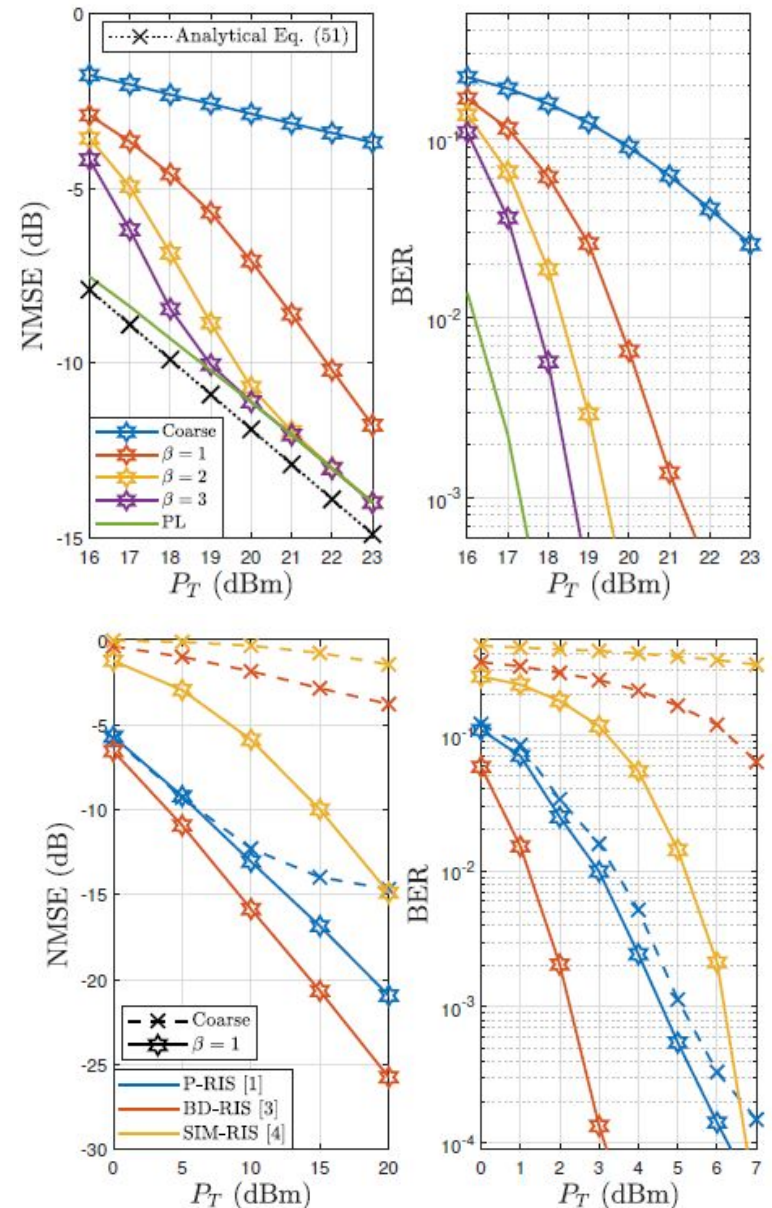 0
-5
-10
-15
NMSE (dB)
Analytical Eq. (51)
Coarse
β = 1
β = 2
β = 3
PL
16 17 18 19 20 21 22 23
P_T (dBm)
10^-1
10^-2
10^-3
BER
16 17 18 19 20 21 22 23
P_T (dBm)
0
-5
-10
-15
-20
-25
-30
NMSE (dB)
Coarse
β = 1
P-RIS [1]
BD-RIS [3]
SIM-RIS [4]
0 5 10 15 20
P_T (dBm)
10^-1
10^-2
10^-3
10^-4
BER
0 1 2 3 4 5 6 7
P_T (dBm)